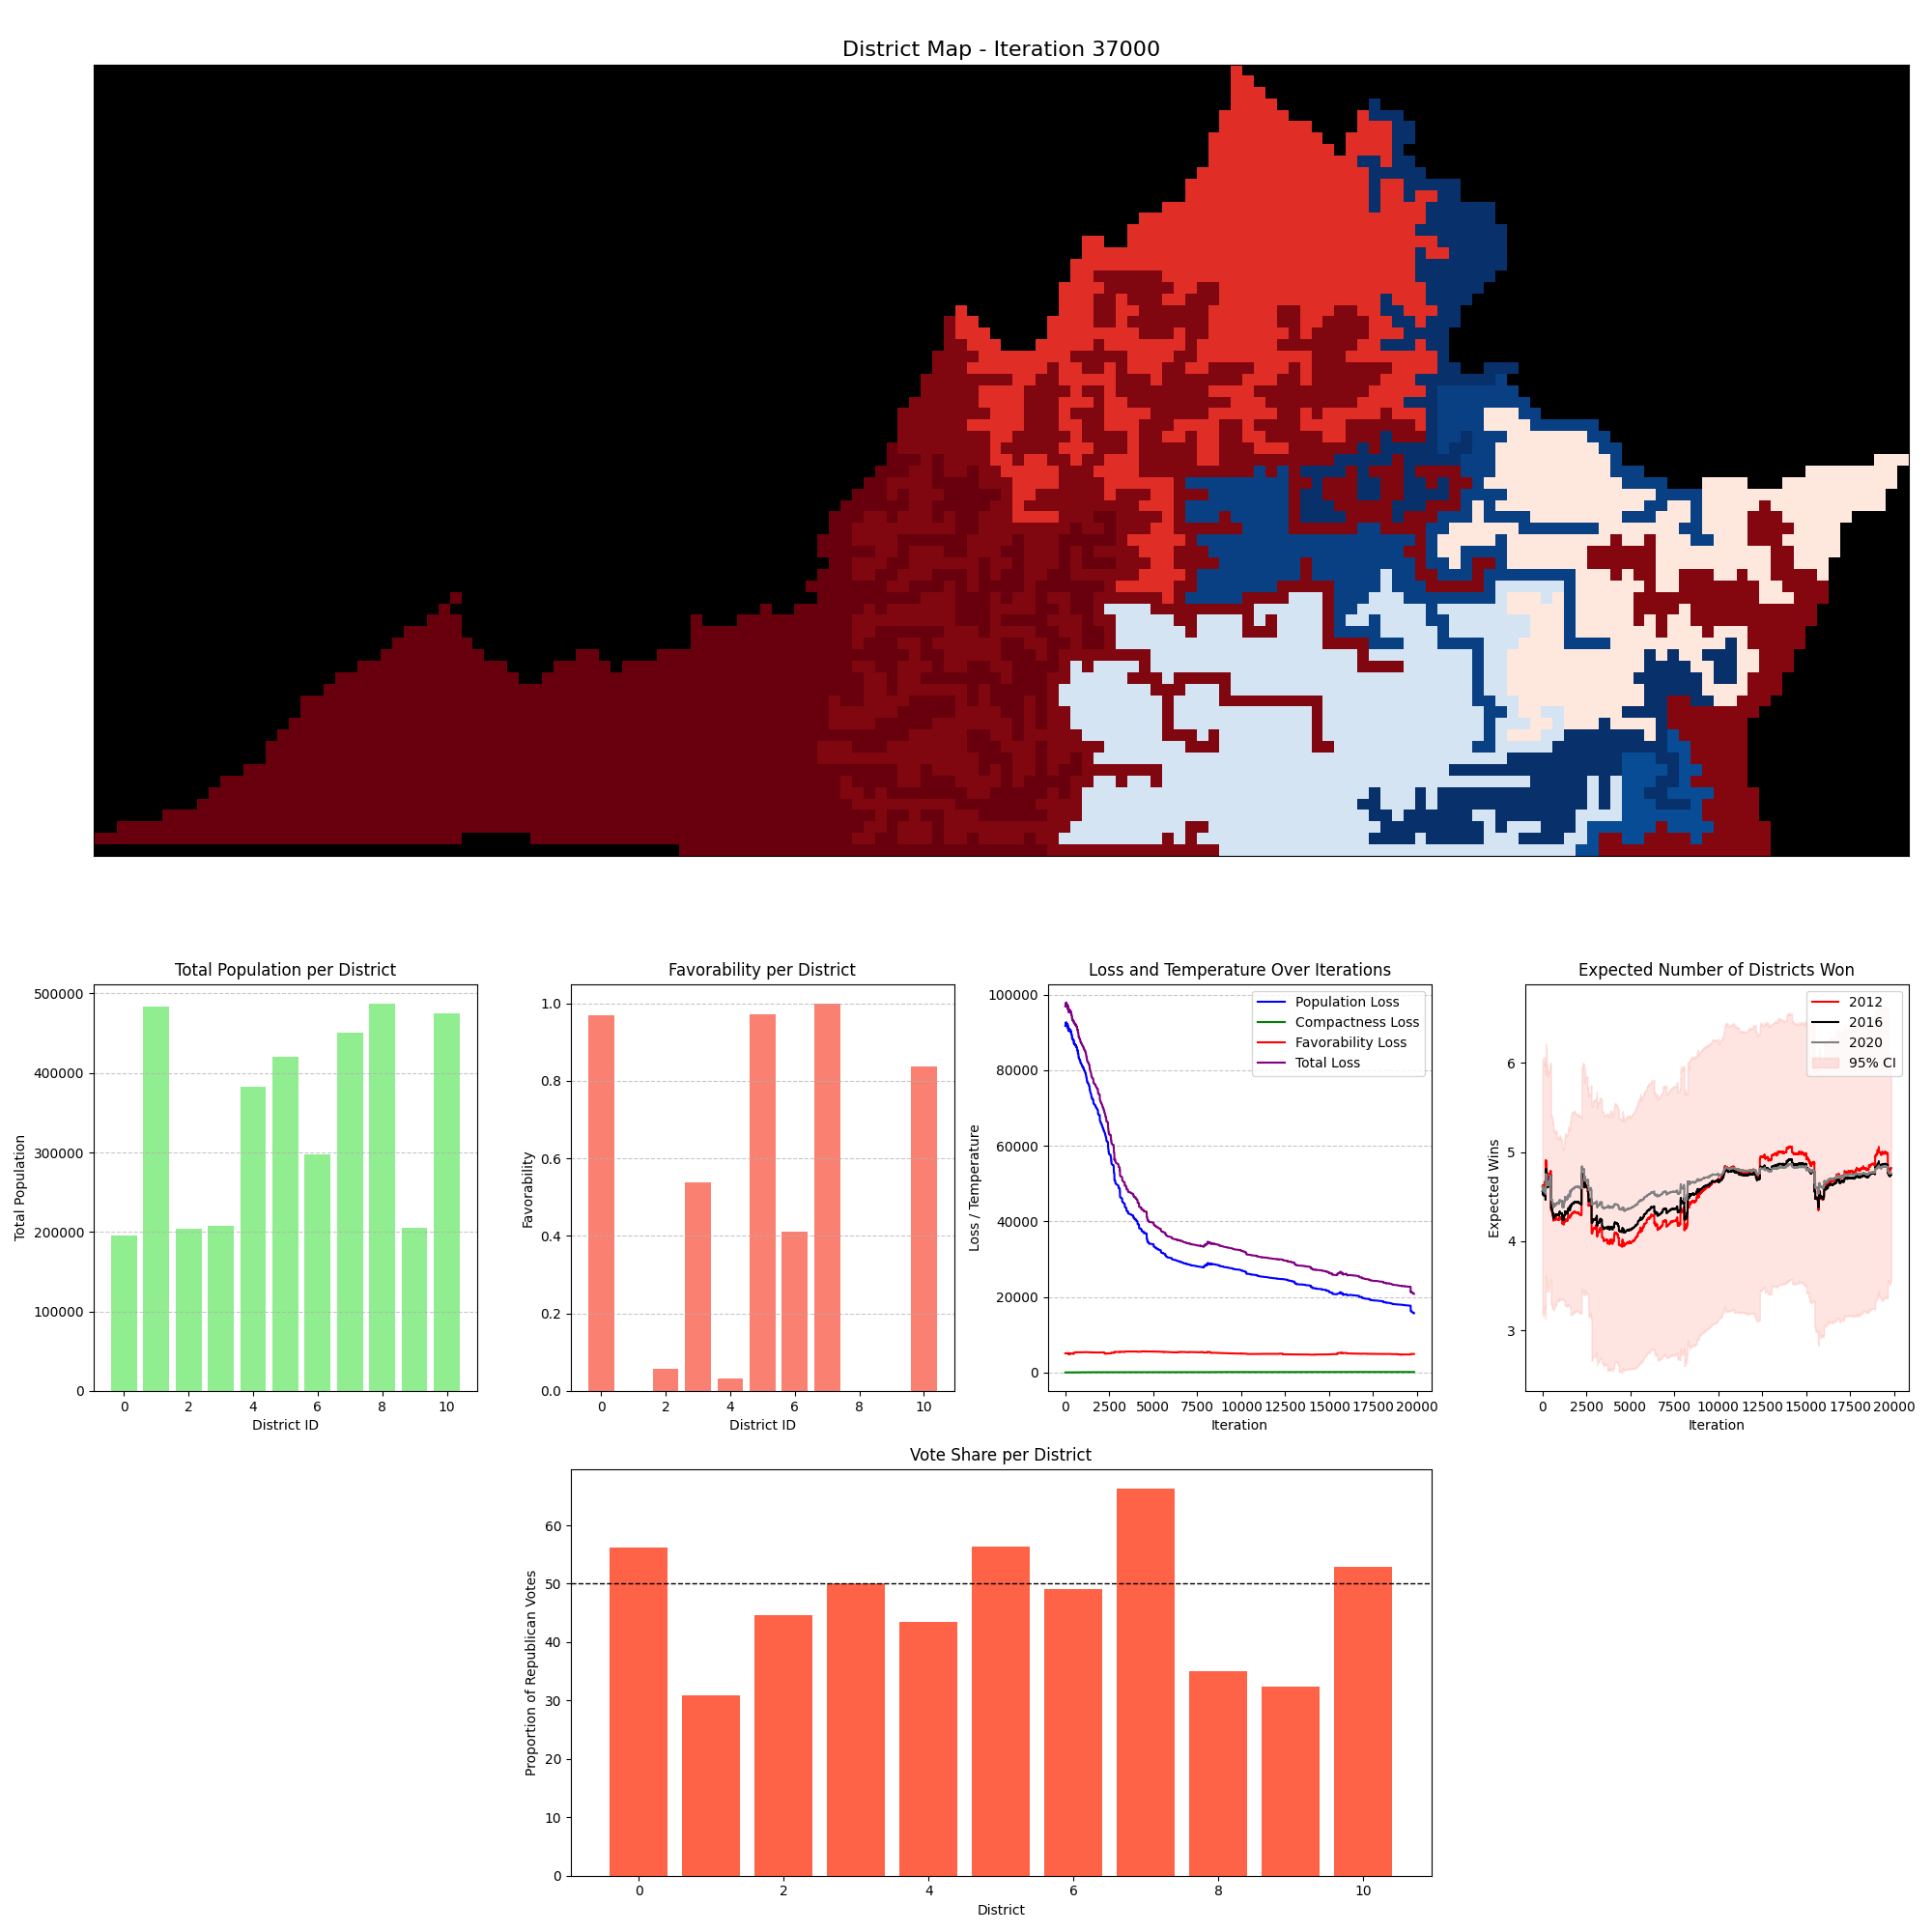 District Map - Iteration 37000
Total Population per District
Total Population
500000
400000
300000
200000
100000
0
0 2 4 6 8 10
District ID
Favorability per District
Favorability
1.0
0.8
0.6
0.4
0.2
0.0
0 2 4 6 8 10
District ID
Loss and Temperature Over Iterations
Loss / Temperature
100000
80000
60000
40000
20000
0
Population Loss
Compactness Loss
Favorability Loss
Total Loss
0 2500 5000 7500 10000 12500 15000 17500 20000
Iteration
Expected Number of Districts Won
Expected Wins
6
5
4
3
2012
2016
2020
95% CI
0 2500 5000 7500 10000 12500 15000 17500 20000
Iteration
Vote Share per District
Proportion of Republican Votes
60
50
40
30
20
10
0
0 2 4 6 8 10
District